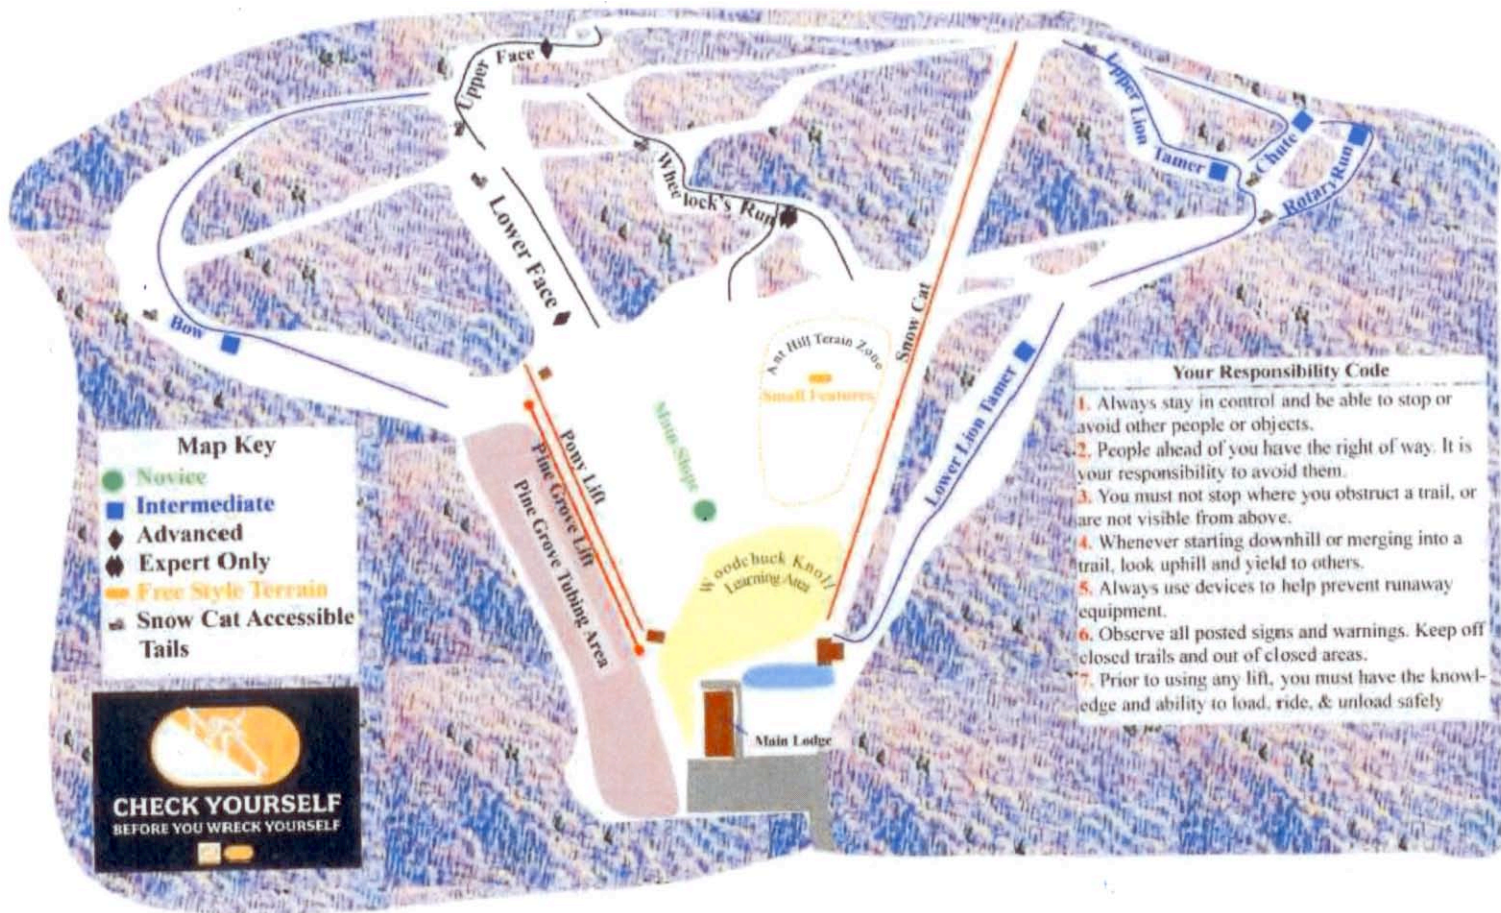 Upper Face
Upper Lion
Tamer
Chute
Rotary Run
Wheelock's Run
Lower Face
Snow Cat
Bow
Ant Hill Terain Zone
Small Features
Main Slope
Lower Lion Tamer
Pony Lift
Pine Grove Lift
Pine Grove Tubing Area
Woodchuck Knoll
Learning Area
Main Lodge
Map Key
Novice
Intermediate
Advanced
Expert Only
Free Style Terrain
Snow Cat Accessible
Tails
CHECK YOURSELF
BEFORE YOU WRECK YOURSELF
Your Responsibility Code
1. Always stay in control and be able to stop or
avoid other people or objects.
2. People ahead of you have the right of way. It is
your responsibility to avoid them.
3. You must not stop where you obstruct a trail, or
are not visible from above.
4. Whenever starting downhill or merging into a
trail, look uphill and yield to others.
5. Always use devices to help prevent runaway
equipment.
6. Observe all posted signs and warnings. Keep off
closed trails and out of closed areas.
7. Prior to using any lift, you must have the knowl-
edge and ability to load, ride, & unload safely